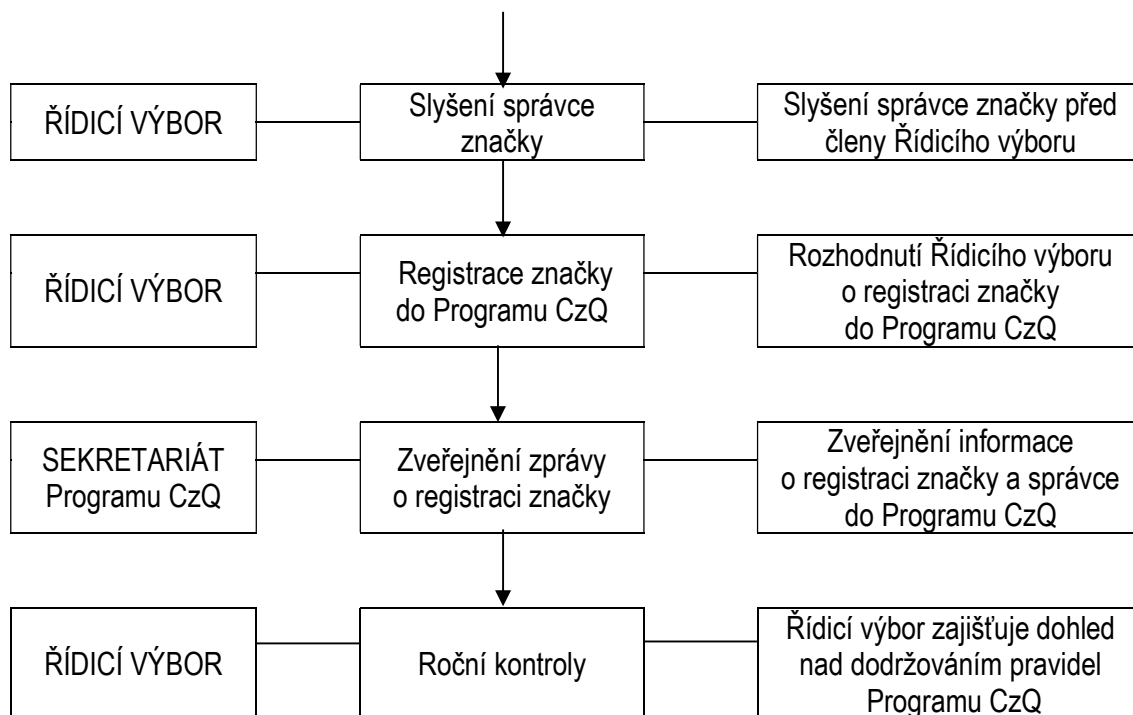 ŘÍDICÍ VÝBOR
Slyšení správce
značky
Slyšení správce značky před
členy Řídicího výboru
ŘÍDICÍ VÝBOR
Registrace značky
do Programu CzQ
Rozhodnutí Řídicího výboru
o registraci značky
do Programu CzQ
SEKRETARIÁT
Programu CzQ
Zveřejnění zprávy
o registraci značky
Zveřejnění informace
o registraci značky a správce
do Programu CzQ
ŘÍDICÍ VÝBOR
Roční kontroly
Řídicí výbor zajišťuje dohled
nad dodržováním pravidel
Programu CzQ